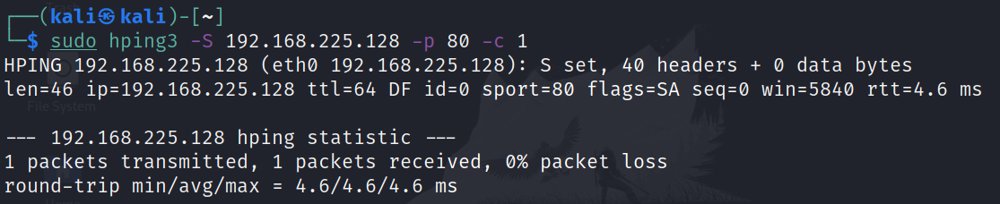 ┌──(kali㉿kali)-[~]
└─$ sudo hping3 -S 192.168.225.128 -p 80 -c 1
HPING 192.168.225.128 (eth0 192.168.225.128): S set, 40 headers + 0 data bytes
len=46 ip=192.168.225.128 ttl=64 DF id=0 sport=80 flags=SA seq=0 win=5840 rtt=4.6 ms
File System
--- 192.168.225.128 hping statistic ---
1 packets transmitted, 1 packets received, 0% packet loss
round-trip min/avg/max = 4.6/4.6/4.6 ms